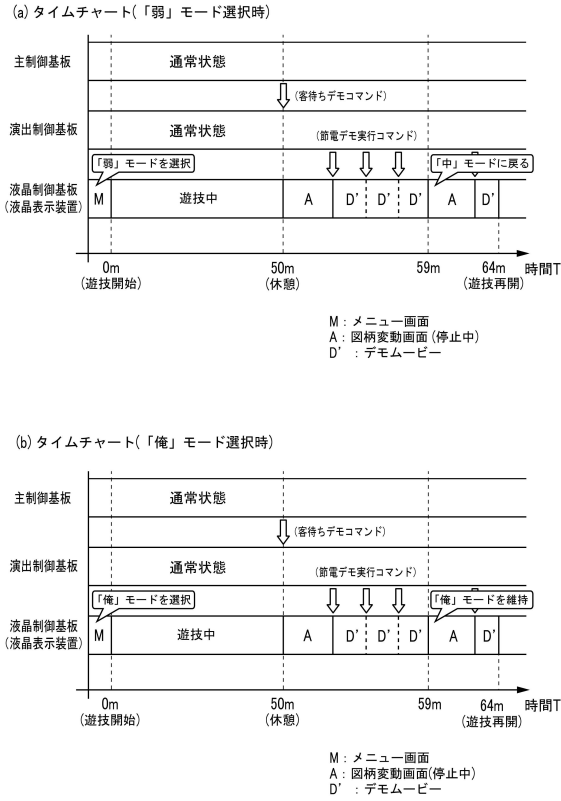 (a) タイムチャート(「弱」モード選択時)
主制御基板
通常状態
(客待ちデモコマンド)
演出制御基板
通常状態
(節電デモ実行コマンド)
「弱」モードを選択
「中」モードに戻る
液晶制御基板
(液晶表示装置)
M
遊技中
A
D'
D'
D'
A
D'
0m
50m
59m
64m
時間T
(遊技開始)
(休憩)
(遊技再開)
M：メニュー画面
A：図柄変動画面(停止中)
D'：デモムービー
(b) タイムチャート(「俺」モード選択時)
主制御基板
通常状態
(客待ちデモコマンド)
演出制御基板
通常状態
(節電デモ実行コマンド)
「俺」モードを選択
「俺」モードを維持
液晶制御基板
(液晶表示装置)
M
遊技中
A
D'
D'
D'
A
D'
0m
50m
59m
64m
時間T
(遊技開始)
(休憩)
(遊技再開)
M：メニュー画面
A：図柄変動画面(停止中)
D'：デモムービー